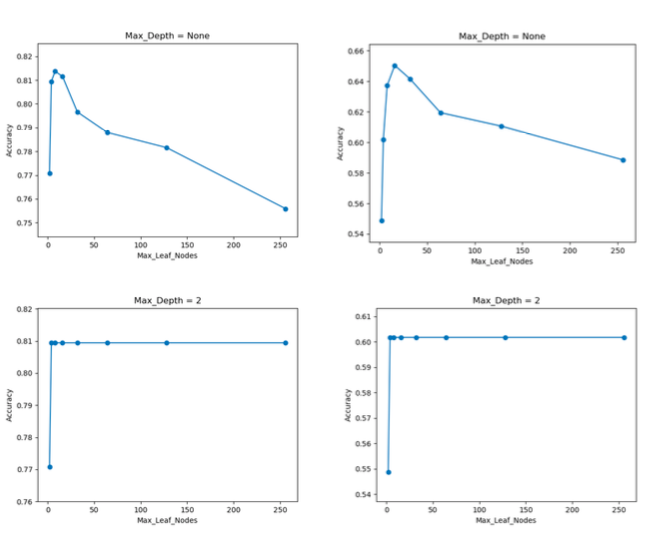 Max_Depth = None
0.82
0.81
0.80
0.79
0.78
0.77
0.76
0.75
Accuracy
0 50 100 150 200 250
Max_Leaf_Nodes
Max_Depth = None
0.66
0.64
0.62
0.60
0.58
0.56
0.54
Accuracy
0 50 100 150 200 250
Max_Leaf_Nodes
Max_Depth = 2
0.82
0.81
0.80
0.79
0.78
0.77
0.76
Accuracy
0 50 100 150 200 250
Max_Leaf_Nodes
Max_Depth = 2
0.61
0.60
0.59
0.58
0.57
0.56
0.55
0.54
Accuracy
0 50 100 150 200 250
Max_Leaf_Nodes